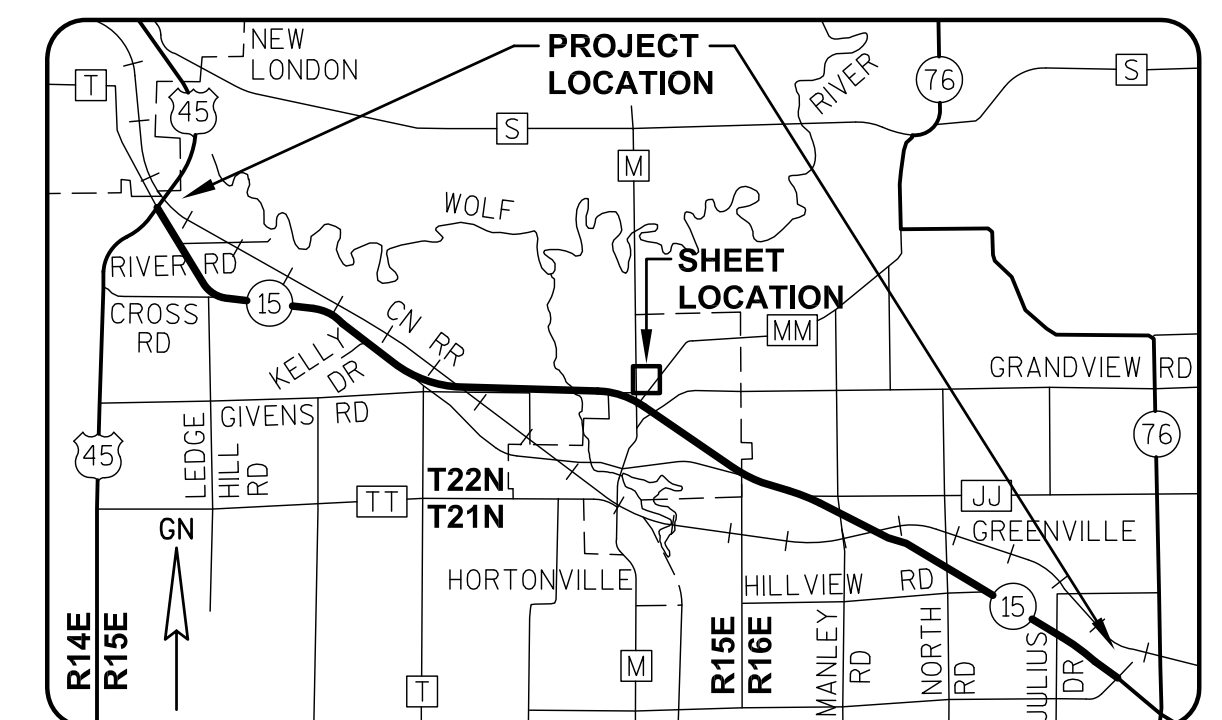 NEW
LONDON
PROJECT
LOCATION
RIVER
76
S
T
45
S
M
WOLF
SHEET
LOCATION
RIVER RD
15
CROSS
RD
CN RR
MM
KELLY
DR
GRANDVIEW RD
GIVENS RD
76
45
LEDGE
HILL
RD
T22N
TT
T21N
JJ
GN
GREENVILLE
HORTONVILLE
HILLVIEW RD
15
R14E
R15E
R15E
R16E
MANLEY
RD
NORTH
RD
JULIUS
DR
T
M